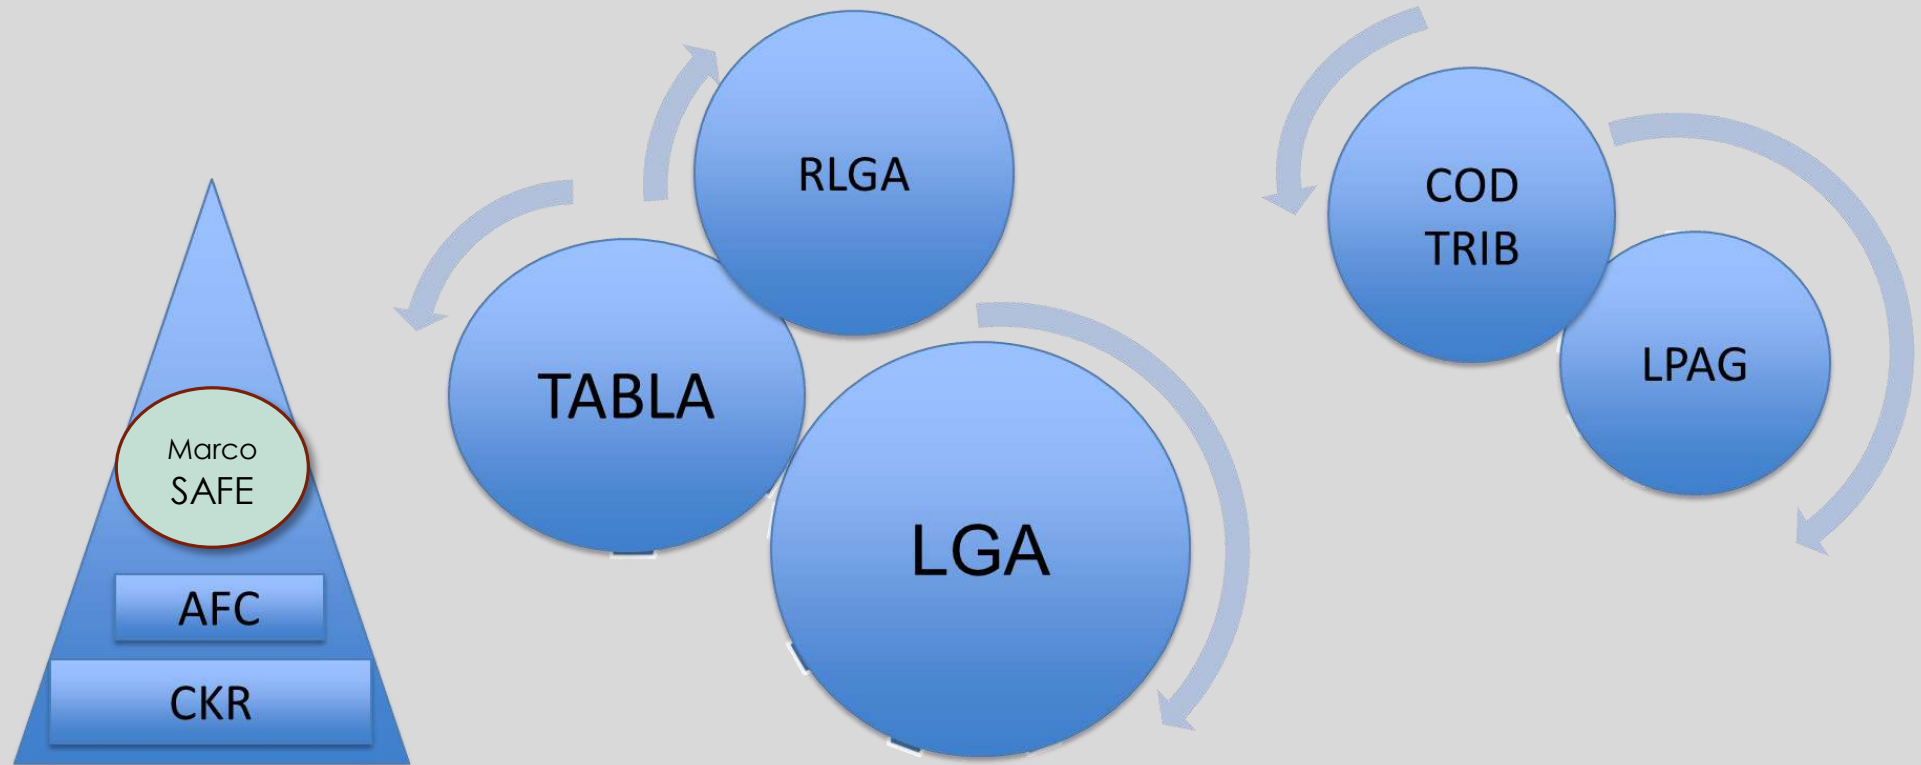 Marco
SAFE
AFC
CKR
RLGA
TABLA
LGA
COD
TRIB
LPAG